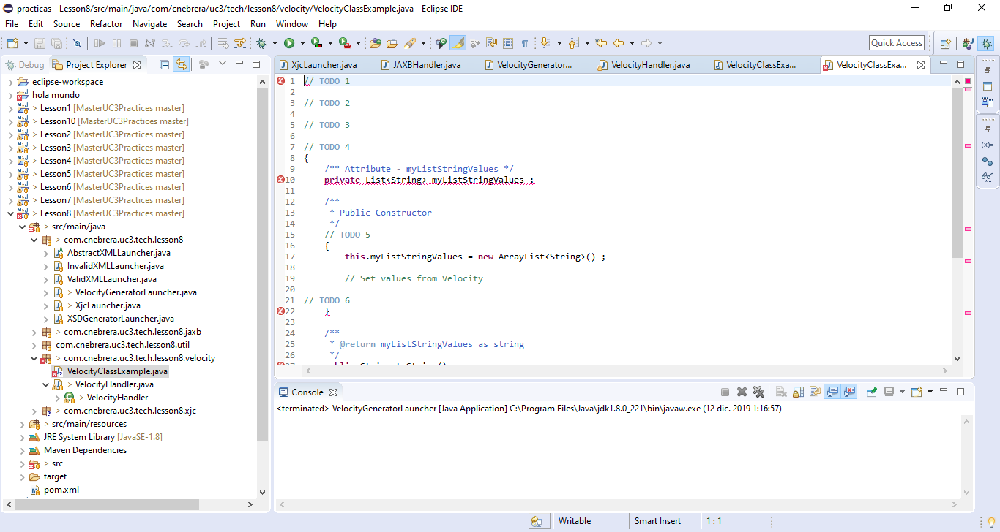 practicas - Lesson8/src/main/java/com/cnebrera/uc3/tech/lesson8/velocity/VelocityClassExample.java - Eclipse IDE
File Edit Source Refactor Navigate Search Project Run Window Help
Quick Access
Debug Project Explorer
eclipse-workspace
hola mundo
> Lesson1 [MasterUC3Practices master]
> Lesson10 [MasterUC3Practices master]
> Lesson2 [MasterUC3Practices master]
> Lesson3 [MasterUC3Practices master]
> Lesson4 [MasterUC3Practices master]
> Lesson5 [MasterUC3Practices master]
> Lesson6 [MasterUC3Practices master]
> Lesson7 [MasterUC3Practices master]
> Lesson8 [MasterUC3Practices master]
> src/main/java
> com.cnebrera.uc3.tech.lesson8
AbstractXMLLauncher.java
InvalidXMLLauncher.java
ValidXMLLauncher.java
> VelocityGeneratorLauncher.java
> XjcLauncher.java
XSDGeneratorLauncher.java
> com.cnebrera.uc3.tech.lesson8.jaxb
com.cnebrera.uc3.tech.lesson8.util
> com.cnebrera.uc3.tech.lesson8.velocity
VelocityClassExample.java
> VelocityHandler.java
> VelocityHandler
> com.cnebrera.uc3.tech.lesson8.xjc
> src/main/resources
JRE System Library [JavaSE-1.8]
Maven Dependencies
> src
target
pom.xml
XjcLauncher.java JAXBHandler.java VelocityGenerator... VelocityHandler.java VelocityClassExa... VelocityClassExa...
1 // TODO 1
2
3 // TODO 2
4
5 // TODO 3
6
7 // TODO 4
8 {
9 /** Attribute - myListStringValues */
10 private List<String> myListStringValues ;
11
12 /**
13 * Public Constructor
14 */
15 // TODO 5
16 {
17 this.myListStringValues = new ArrayList<String>() ;
18
19 // Set values from Velocity
20
21 // TODO 6
22 }
23
24 /**
25 * @return myListStringValues as string
26 */
(x)=
Console
<terminated> VelocityGeneratorLauncher [Java Application] C:\Program Files\Java\jdk1.8.0_221\bin\javaw.exe (12 dic. 2019 1:16:57)
Writable Smart Insert 1 : 1